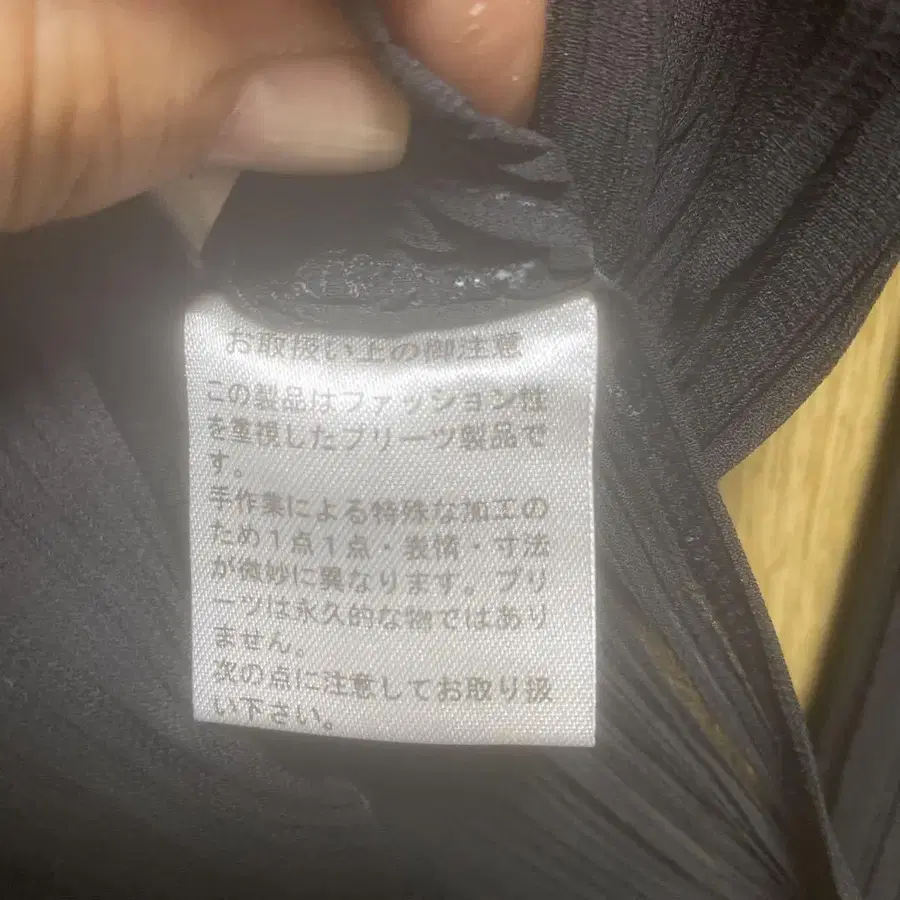 お取扱い上の御注意
この製品はファッション性
を重視したプリーツ製品で
す。
手作業による特殊な加工の
ため1点1点・表情・寸法
が微妙に異なります。プリ
ーツは永久的な物ではあり
ません。
次の点に注意してお取り扱
い下さい。